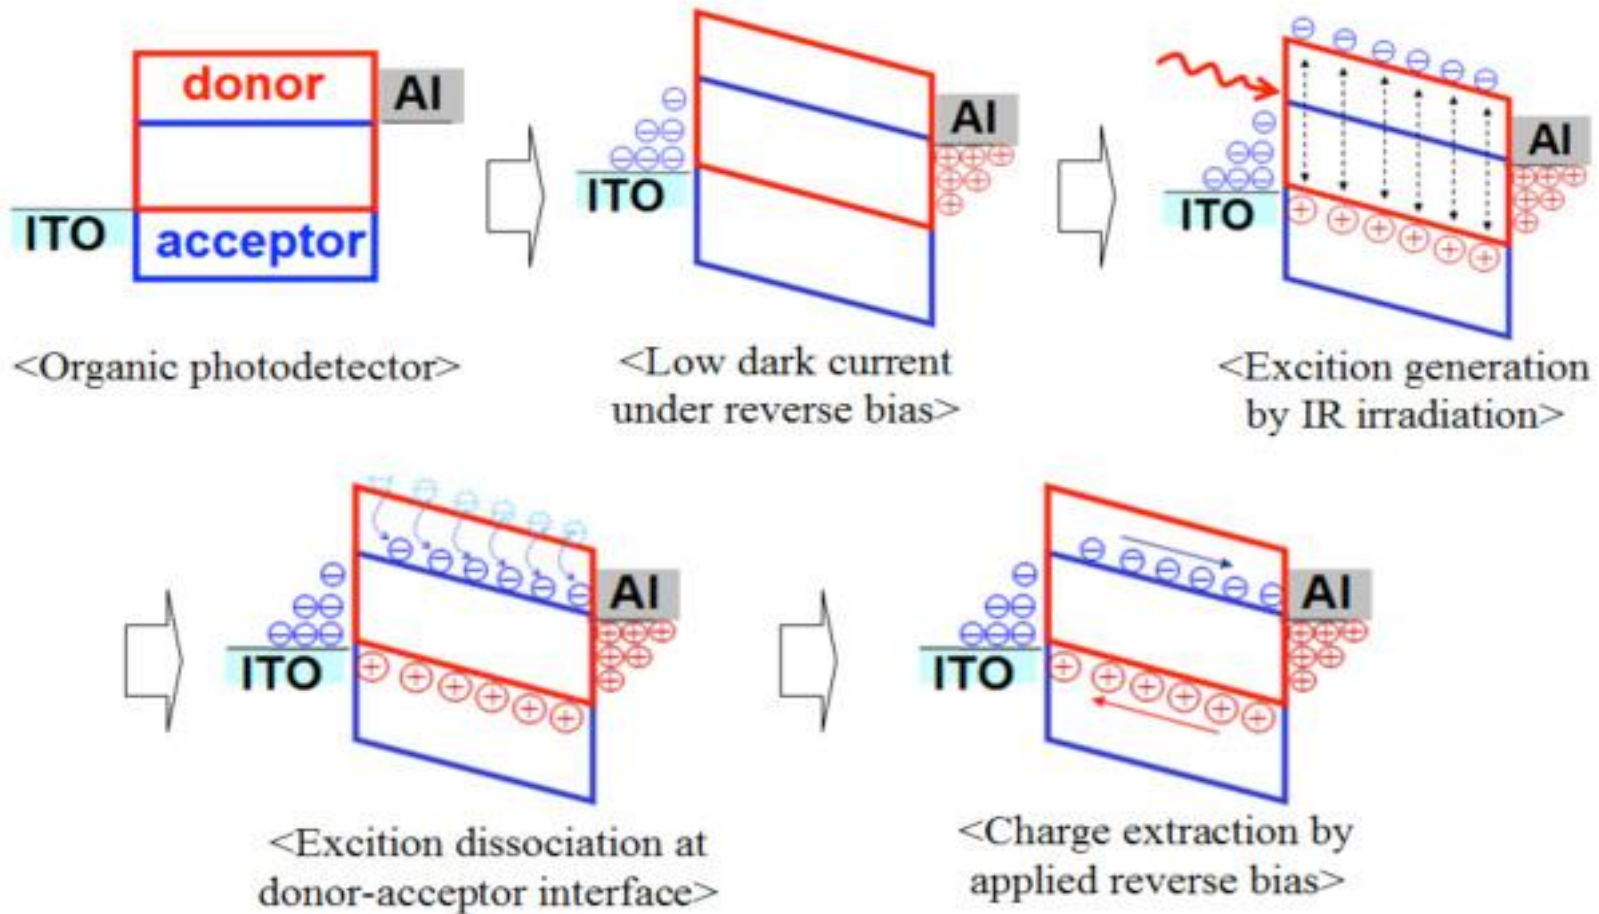 donor
Al
ITO
acceptor
<Organic photodetector>
Al
ITO
<Low dark current
under reverse bias>
Al
ITO
<Excition generation
by IR irradiation>
Al
ITO
<Excition dissociation at
donor-acceptor interface>
Al
ITO
<Charge extraction by
applied reverse bias>